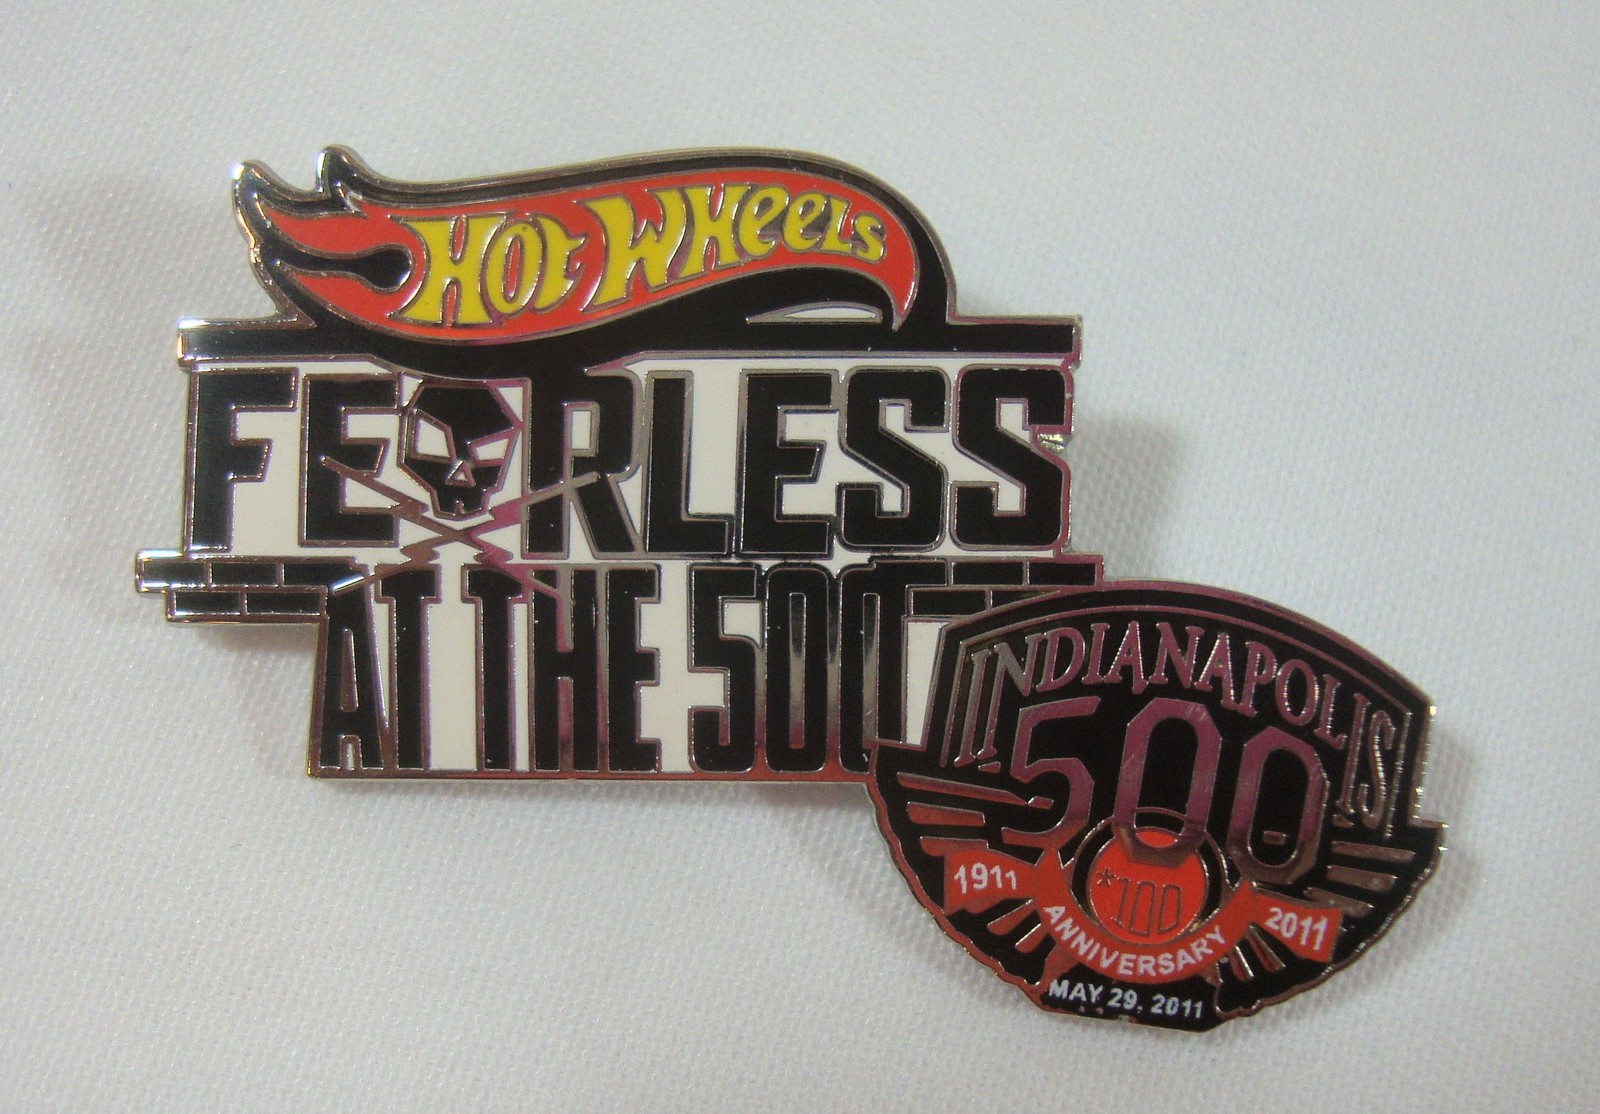 HOT WHEELS
FEARLESS
AT THE 500
INDIANAPOLIS
500
*100
1911
ANNIVERSARY
2011
MAY 29, 2011